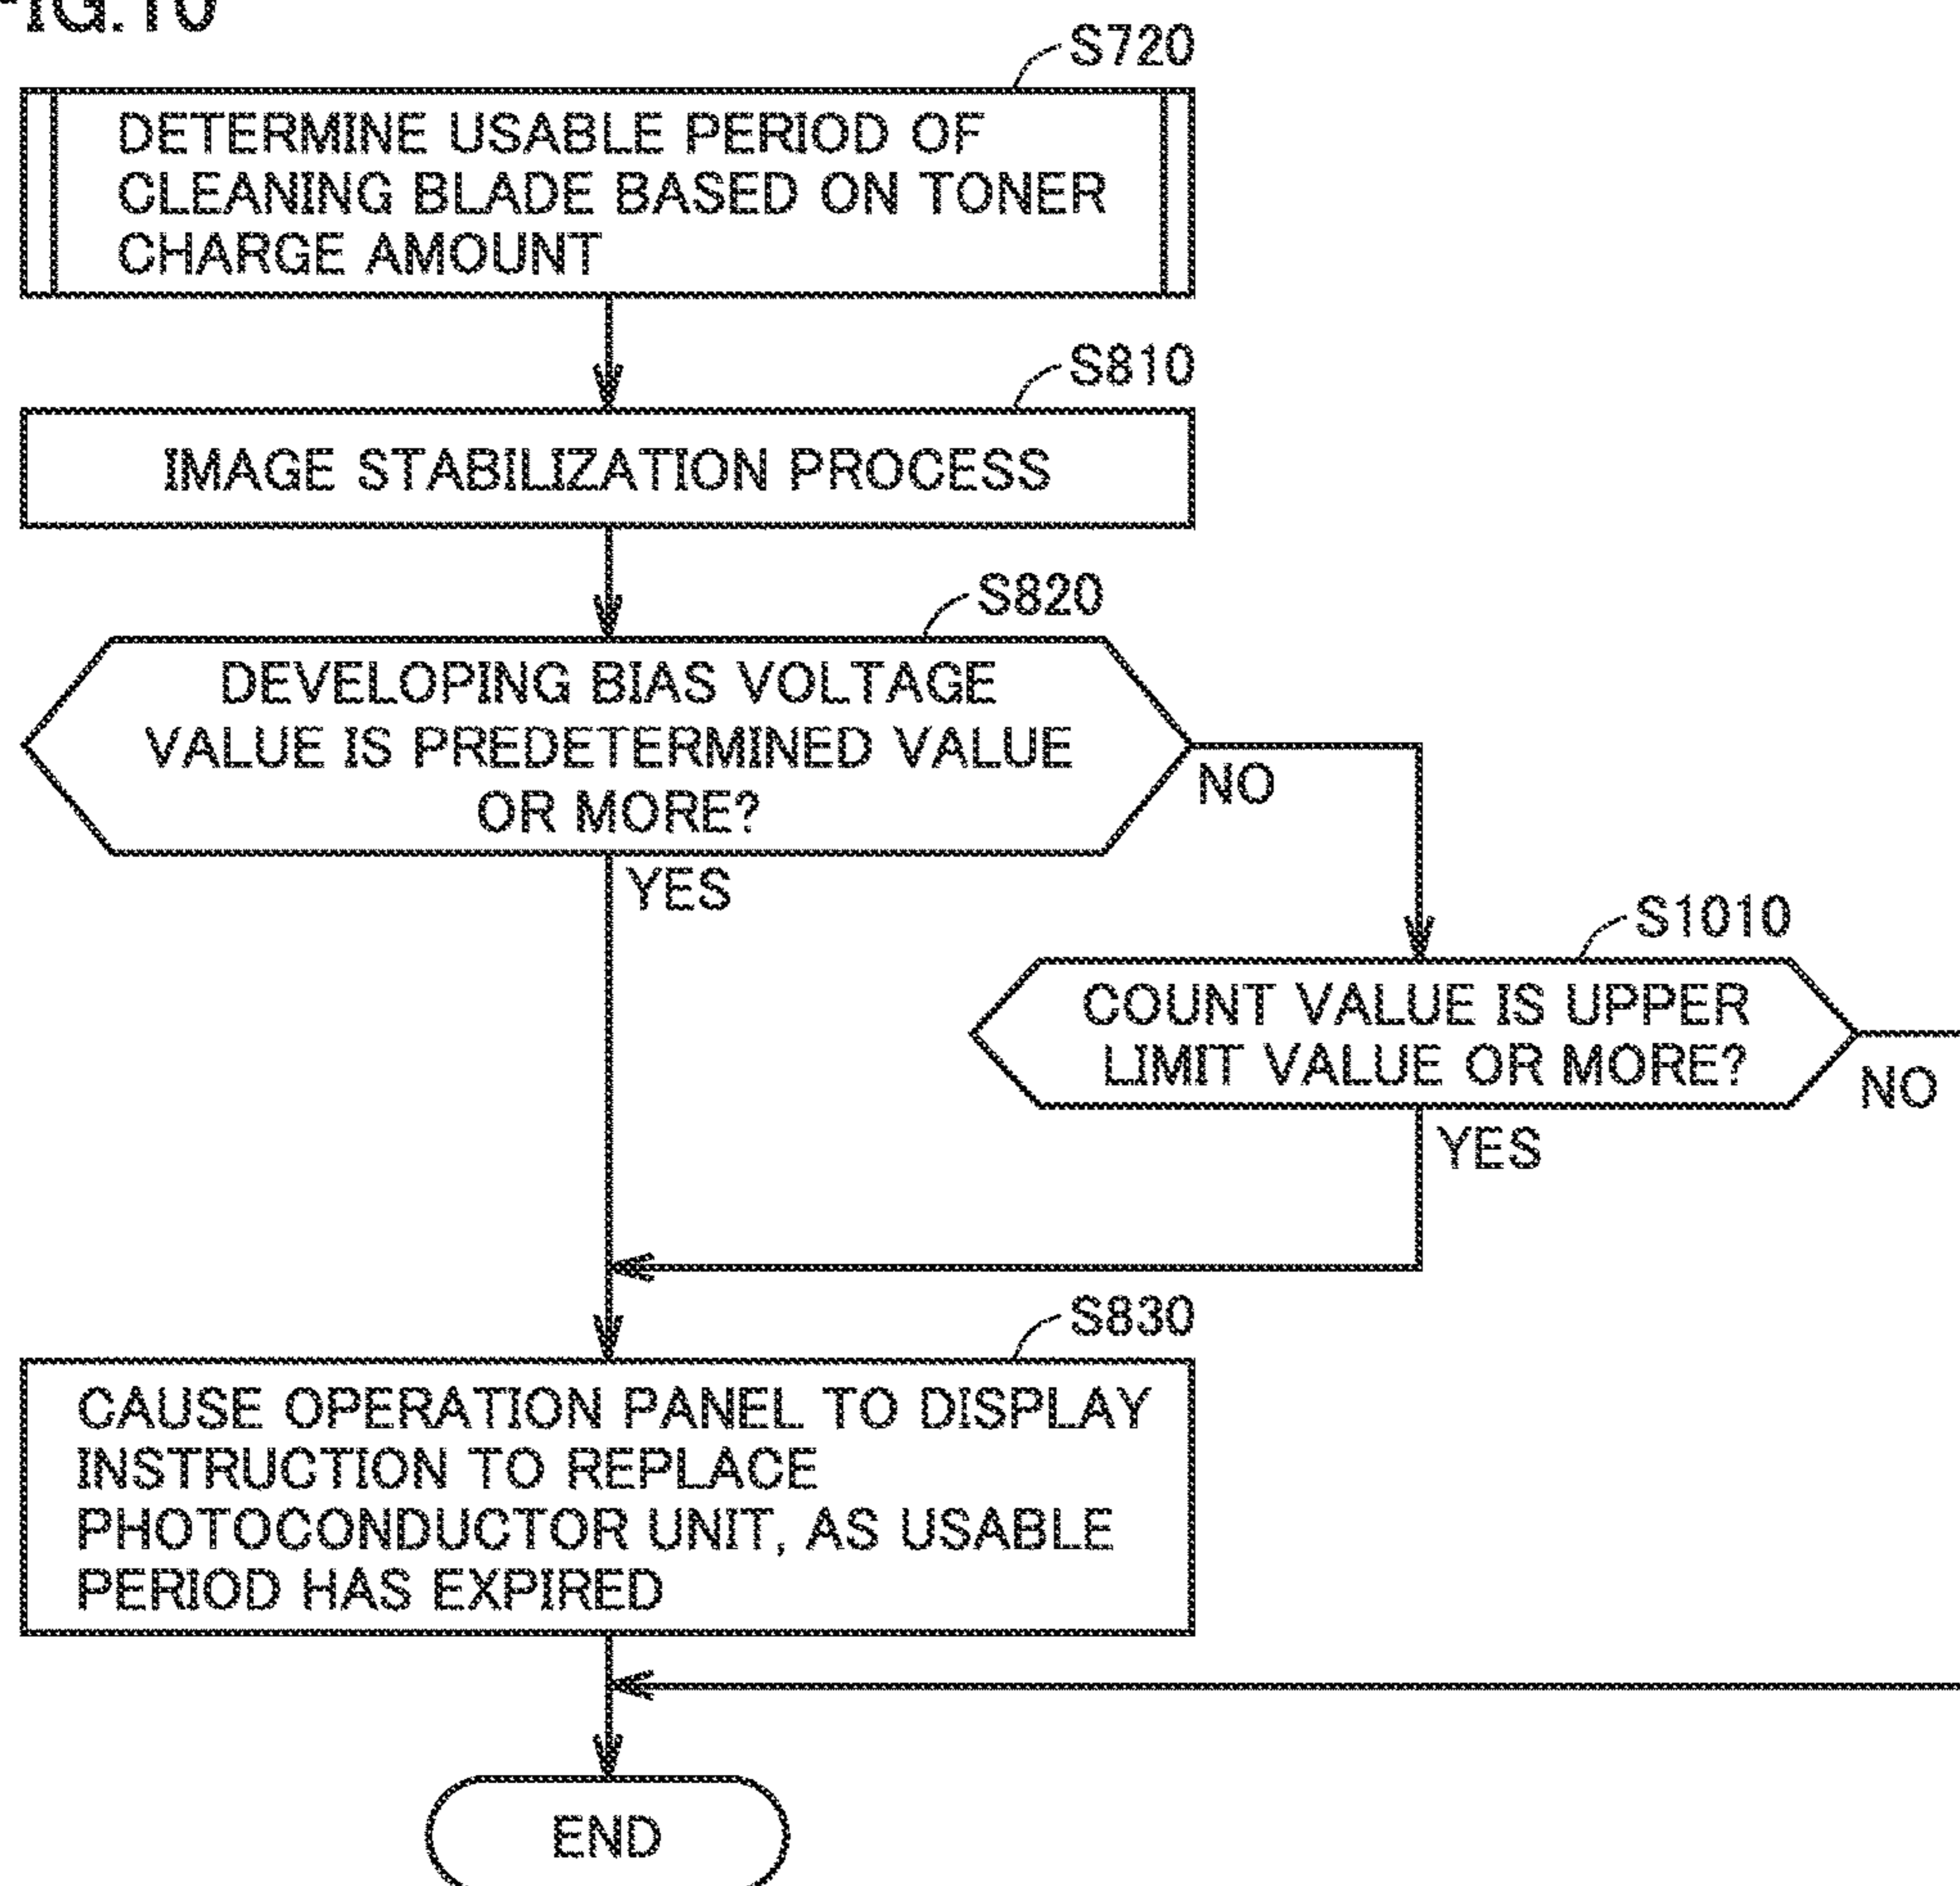 FIG.10
S720
DETERMINE USABLE PERIOD OF
CLEANING BLADE BASED ON TONER
CHARGE AMOUNT
S810
IMAGE STABILIZATION PROCESS
S820
DEVELOPING BIAS VOLTAGE
VALUE IS PREDETERMINED VALUE
OR MORE?
NO
YES
S1010
COUNT VALUE IS UPPER
LIMIT VALUE OR MORE?
NO
YES
S830
CAUSE OPERATION PANEL TO DISPLAY
INSTRUCTION TO REPLACE
PHOTOCONDUCTOR UNIT, AS USABLE
PERIOD HAS EXPIRED
END